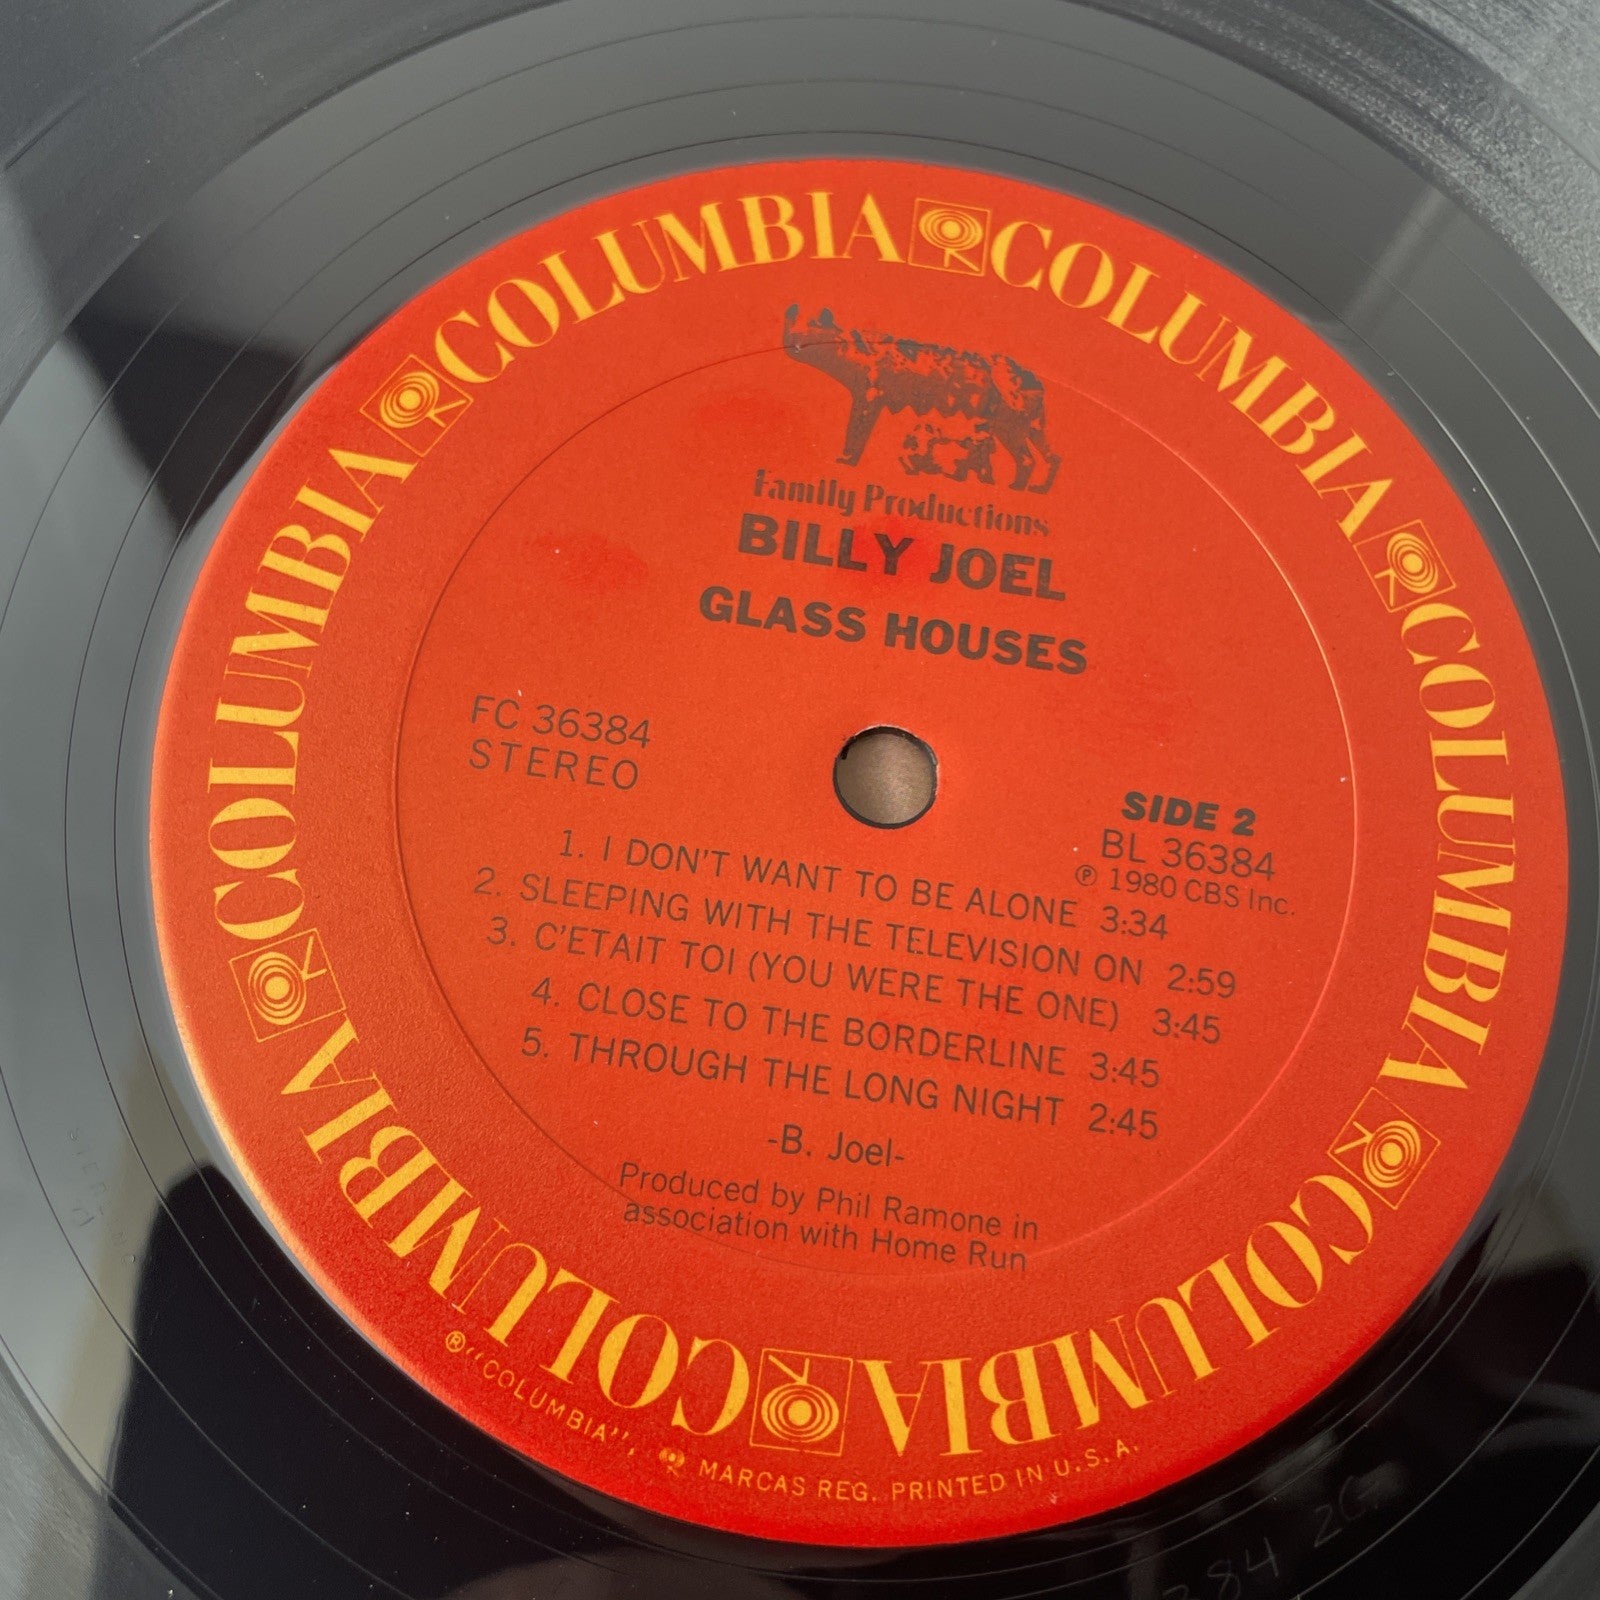 COLUMBIA COLUMBIA COLUMBIA COLUMBIA COLUMBIA COLUMBIA COLUMBIA COLUMBIA
Family Productions
BILLY JOEL
GLASS HOUSES
FC 36384
STEREO
SIDE 2
BL 36384
℗ 1980 CBS Inc.
1. I DON'T WANT TO BE ALONE 3:34
2. SLEEPING WITH THE TELEVISION ON 2:59
3. C'ETAIT TOI (YOU WERE THE ONE) 3:45
4. CLOSE TO THE BORDERLINE 3:45
5. THROUGH THE LONG NIGHT 2:45
-B. Joel-
Produced by Phil Ramone in
association with Home Run
® "COLUMBIA", MARCAS REG. PRINTED IN U.S.A.
84 2G